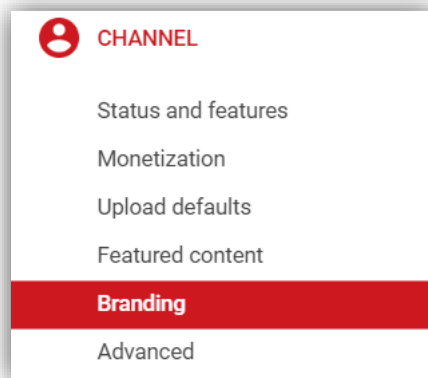 CHANNEL
Status and features
Monetization
Upload defaults
Featured content
Branding
Advanced